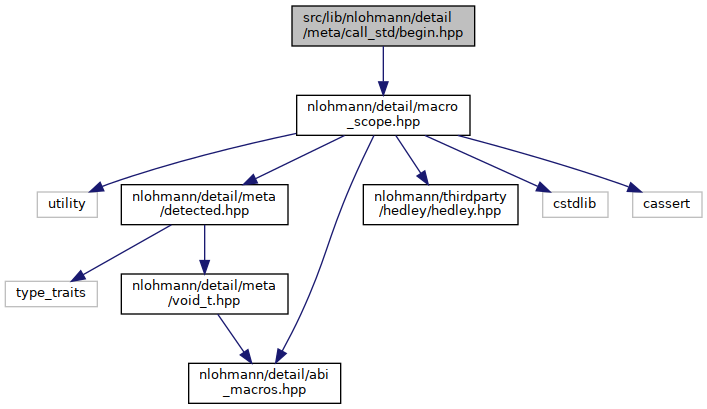 src/lib/nlohmann/detail
/meta/call_std/begin.hpp
nlohmann/detail/macro
_scope.hpp
utility
nlohmann/detail/meta
/detected.hpp
nlohmann/thirdparty
/hedley/hedley.hpp
cstdlib
cassert
type_traits
nlohmann/detail/meta
/void_t.hpp
nlohmann/detail/abi
_macros.hpp